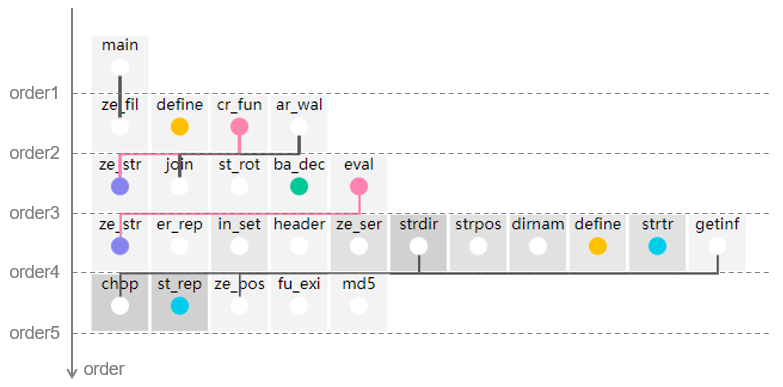 main
order1
ze_fil define cr_fun ar_wal
order2
ze_str join st_rot ba_dec eval
order3
ze_str er_rep in_set header ze_ser strdir strpos dirnam define strtr getinf
order4
chop st_rep ze_pos fu_exi md5
order5
order